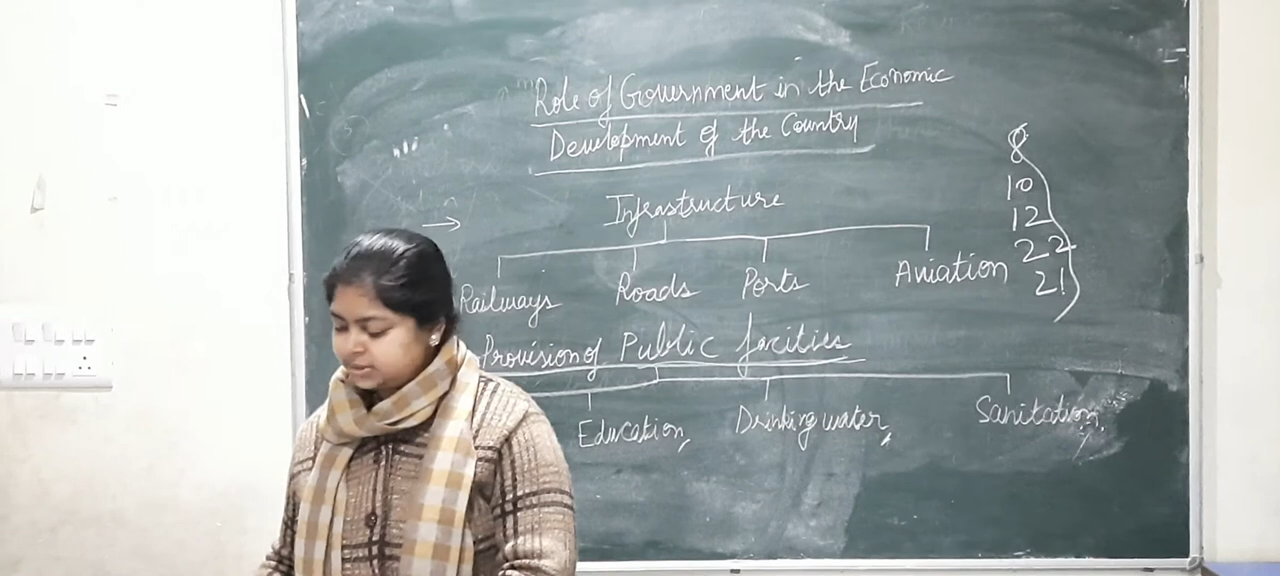 Role of Government in the Economic
Development of the Country
Infrastructure
Railways Roads Ports Aviation
Provision of Public facilities
Education, Drinking water, Sanitation
8
10
12
22
21